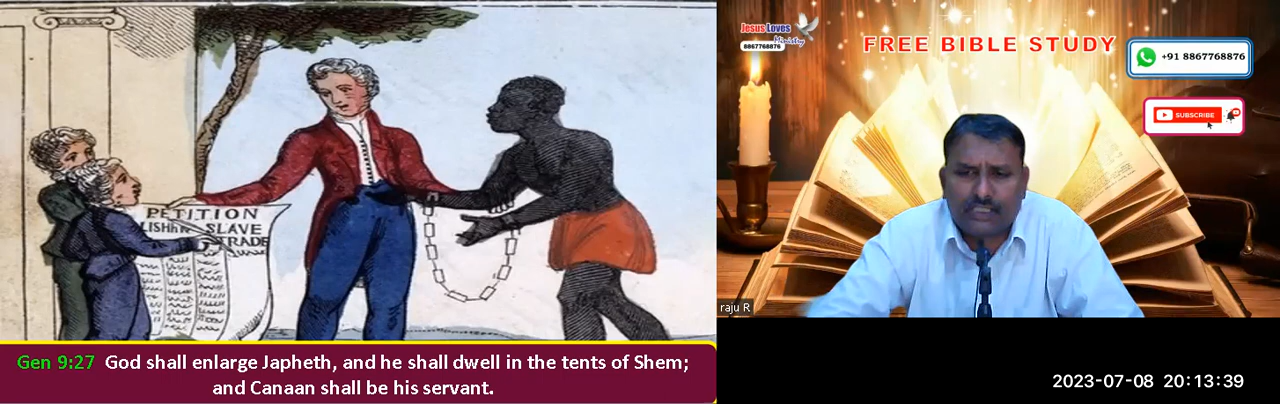 PETITION
SLAVE
TRADE
Gen 9:27 God shall enlarge Japheth, and he shall dwell in the tents of Shem;
and Canaan shall be his servant.
Jesus Loves
Ministry
8867768876
FREE BIBLE STUDY
+91 8867768876
SUBSCRIBE
raju R
2023-07-08 20:13:39